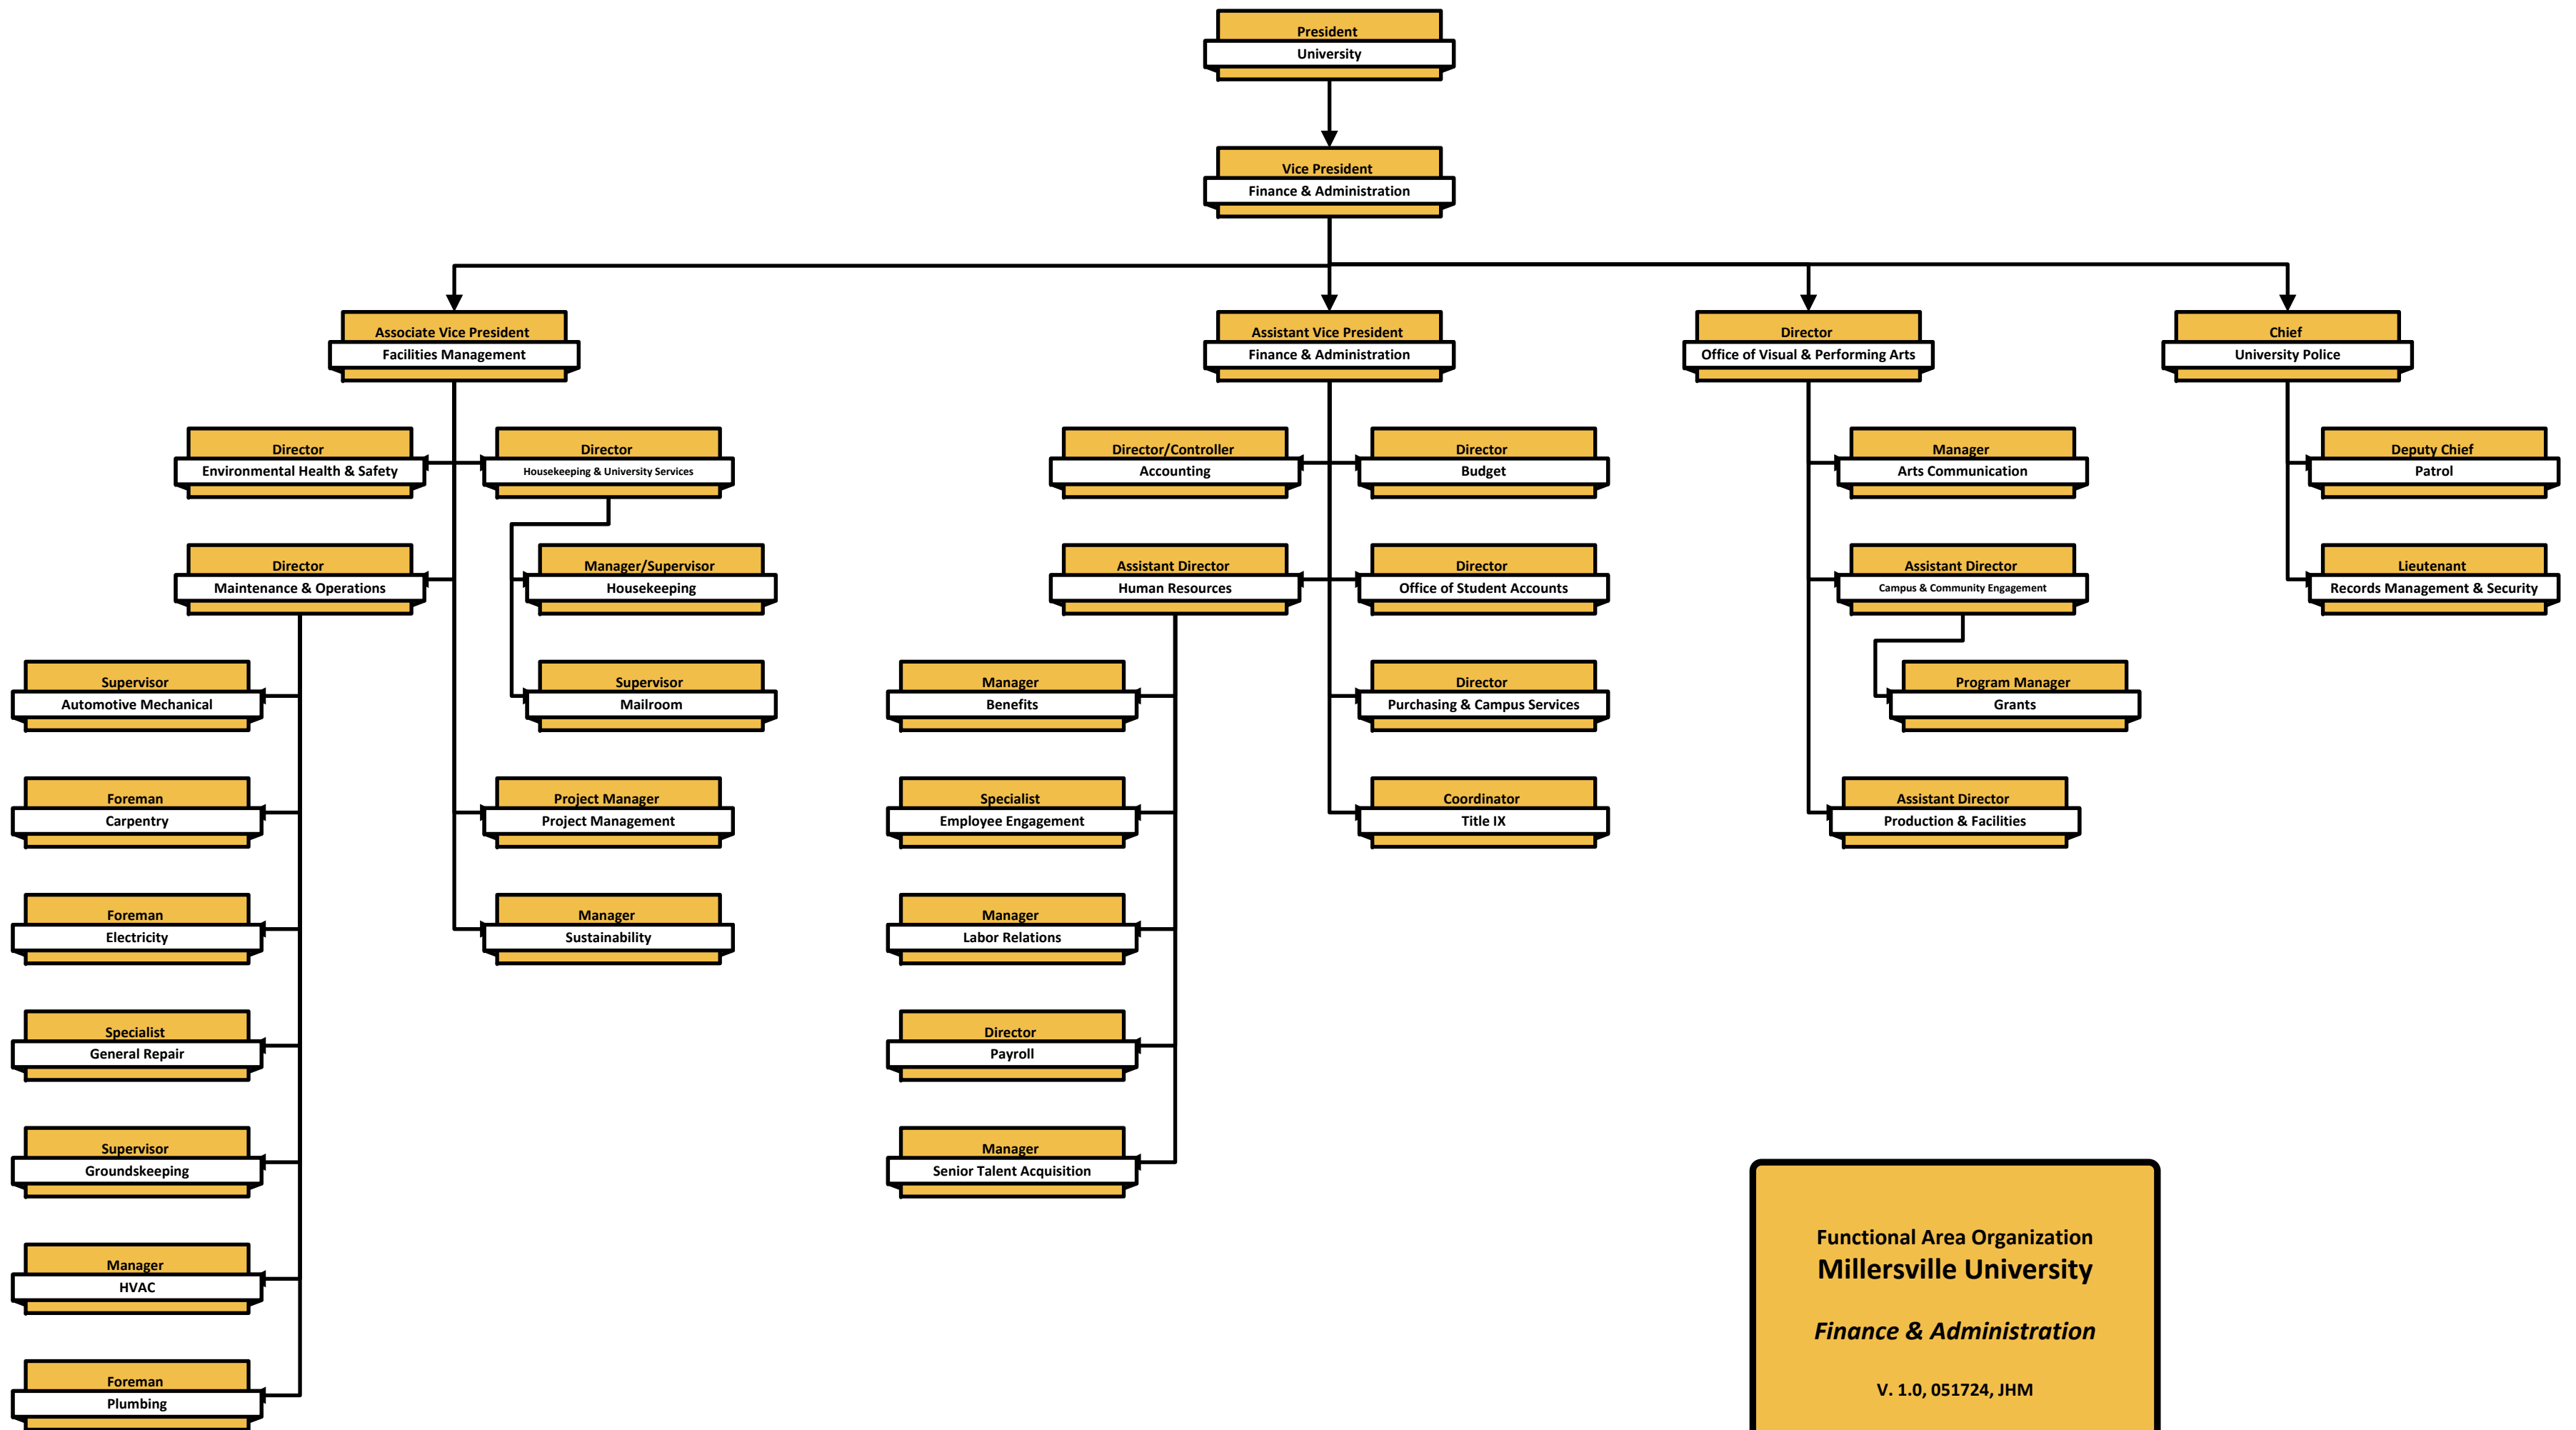 President
University
Vice President
Finance & Administration
Associate Vice President
Facilities Management
Assistant Vice President
Finance & Administration
Director
Office of Visual & Performing Arts
Chief
University Police
Director
Environmental Health & Safety
Director
Housekeeping & University Services
Director/Controller
Accounting
Director
Budget
Manager
Arts Communication
Deputy Chief
Patrol
Director
Maintenance & Operations
Manager/Supervisor
Housekeeping
Assistant Director
Human Resources
Director
Office of Student Accounts
Assistant Director
Campus & Community Engagement
Lieutenant
Records Management & Security
Supervisor
Automotive Mechanical
Supervisor
Mailroom
Manager
Benefits
Director
Purchasing & Campus Services
Program Manager
Grants
Foreman
Carpentry
Project Manager
Project Management
Specialist
Employee Engagement
Coordinator
Title IX
Assistant Director
Production & Facilities
Foreman
Electricity
Manager
Sustainability
Manager
Labor Relations
Specialist
General Repair
Director
Payroll
Supervisor
Groundskeeping
Manager
Senior Talent Acquisition
Manager
HVAC
Foreman
Plumbing
Functional Area Organization
Millersville University
Finance & Administration
V. 1.0, 051724, JHM